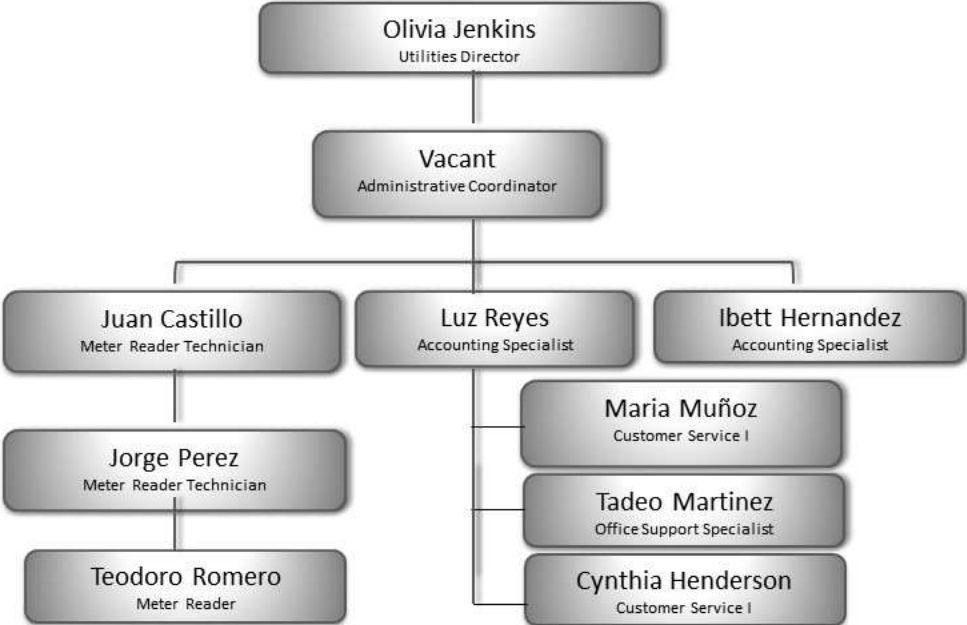 Olivia Jenkins
Utilities Director
Vacant
Administrative Coordinator
Juan Castillo
Meter Reader Technician
Luz Reyes
Accounting Specialist
Ibett Hernandez
Accounting Specialist
Maria Muñoz
Customer Service I
Jorge Perez
Meter Reader Technician
Tadeo Martinez
Office Support Specialist
Teodoro Romero
Meter Reader
Cynthia Henderson
Customer Service I